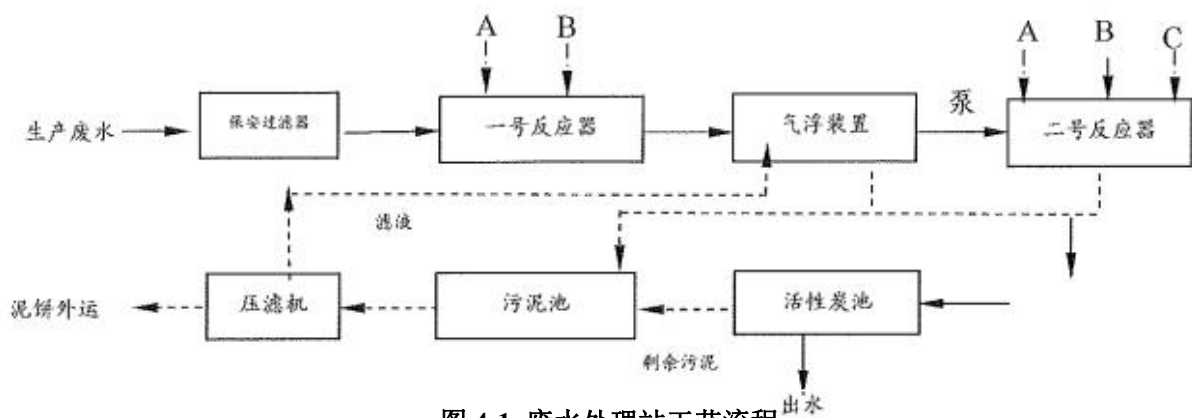 A B
A B C
泵
生产废水
保安过滤器
一号反应器
气浮装置
二号反应器
滤液
泥饼外运
压滤机
污泥池
活性炭池
剩余污泥
出水
图 4-1 废水处理站工艺流程